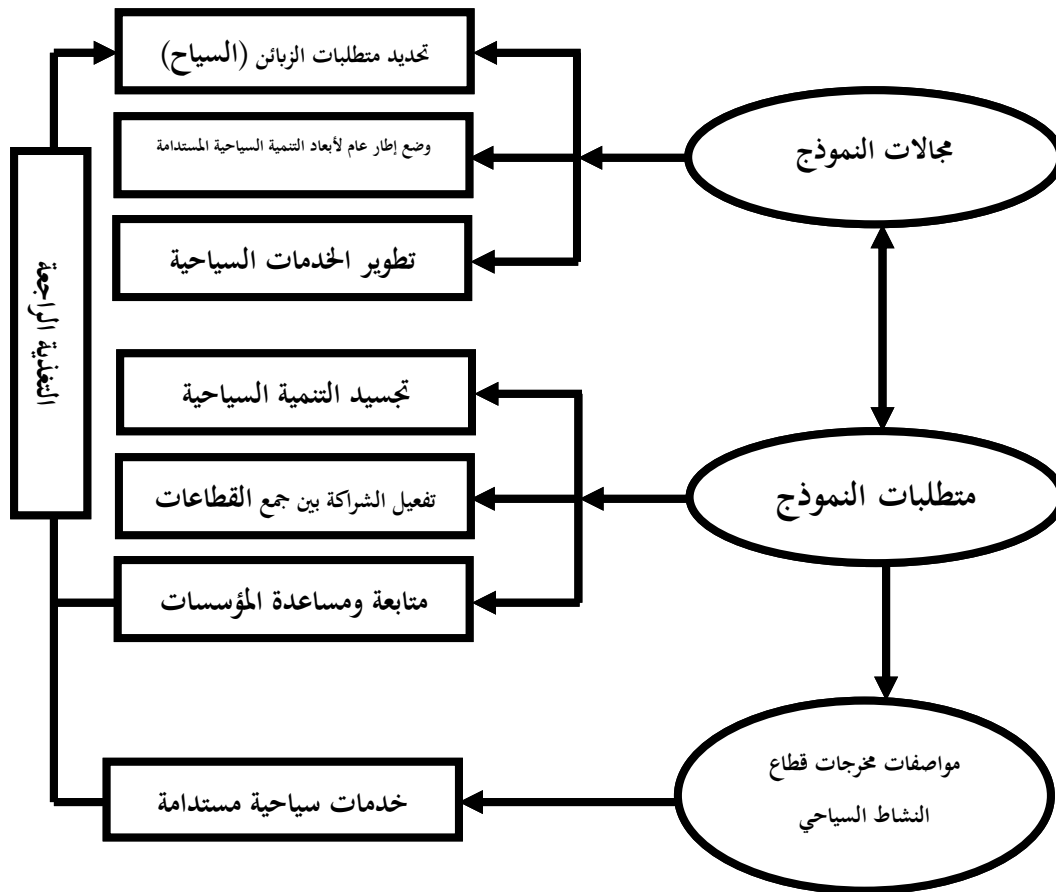 تحديد متطلبات الزبائن (السياح)
مجالات النموذج
وضع إطار عام لأبعاد التنمية السياحية المستدامة
تطوير الخدمات السياحية
التغذية الراجعة
تجسيد التنمية السياحية
متطلبات النموذج
تفعيل الشراكة بين جمع القطاعات
متابعة ومساعدة المؤسسات
مواصفات مخرجات قطاع
النشاط السياحي
خدمات سياحية مستدامة